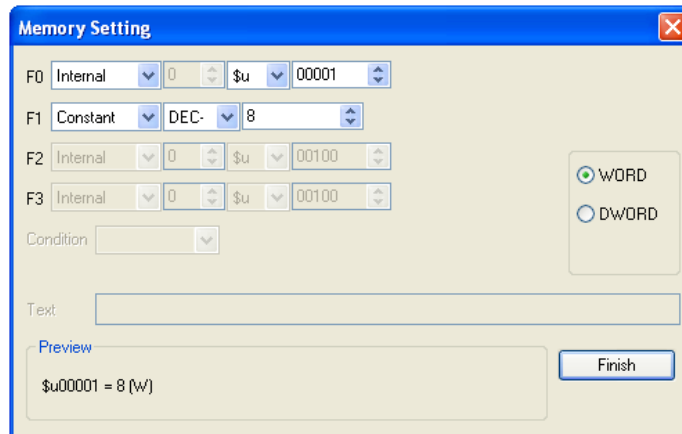 Memory Setting
F0 Internal 0 $u 00001
F1 Constant DEC- 8
F2 Internal 0 $u 00100
WORD
F3 Internal 0 $u 00100
DWORD
Condition
Text
Preview
Finish
$u00001 = 8 (W)